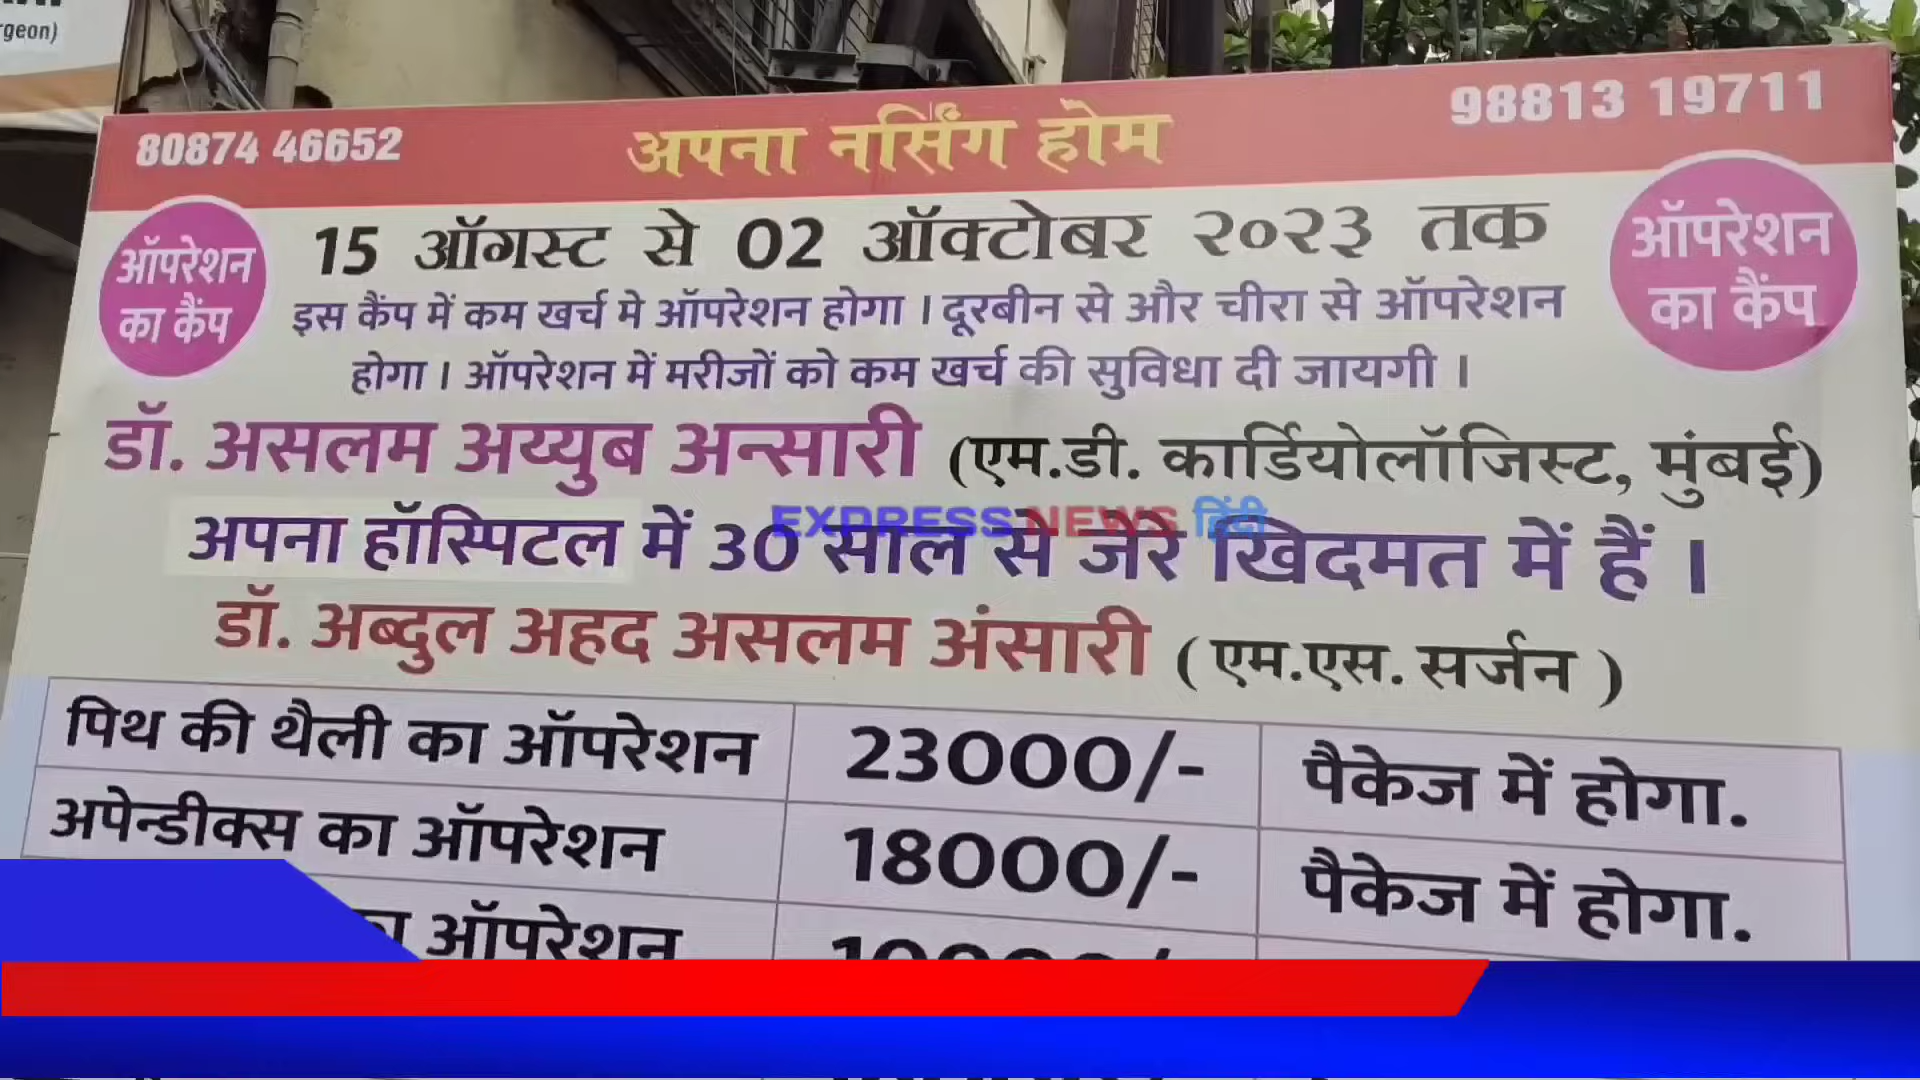 rgeon)
80874 46652
अपना नर्सिंग होम
98813 19711
ऑपरेशन
का कैंप
15 ऑगस्ट से 02 ऑक्टोबर २०२३ तक
ऑपरेशन
का कैंप
इस कैंप में कम खर्च मे ऑपरेशन होगा । दूरबीन से और चीरा से ऑपरेशन
होगा । ऑपरेशन में मरीजों को कम खर्च की सुविधा दी जायगी ।
डॉ. असलम अय्युब अन्सारी (एम.डी. कार्डियोलॉजिस्ट, मुंबई)
EXPRESS NEWS हिंदी
अपना हॉस्पिटल में 30 साल से जेरे खिदमत में हैं ।
डॉ. अब्दुल अहद असलम अंसारी ( एम.एस. सर्जन )
पिथ की थैली का ऑपरेशन 23000/- पैकेज में होगा.
अपेन्डीक्स का ऑपरेशन 18000/- पैकेज में होगा.
ऑपरेशन